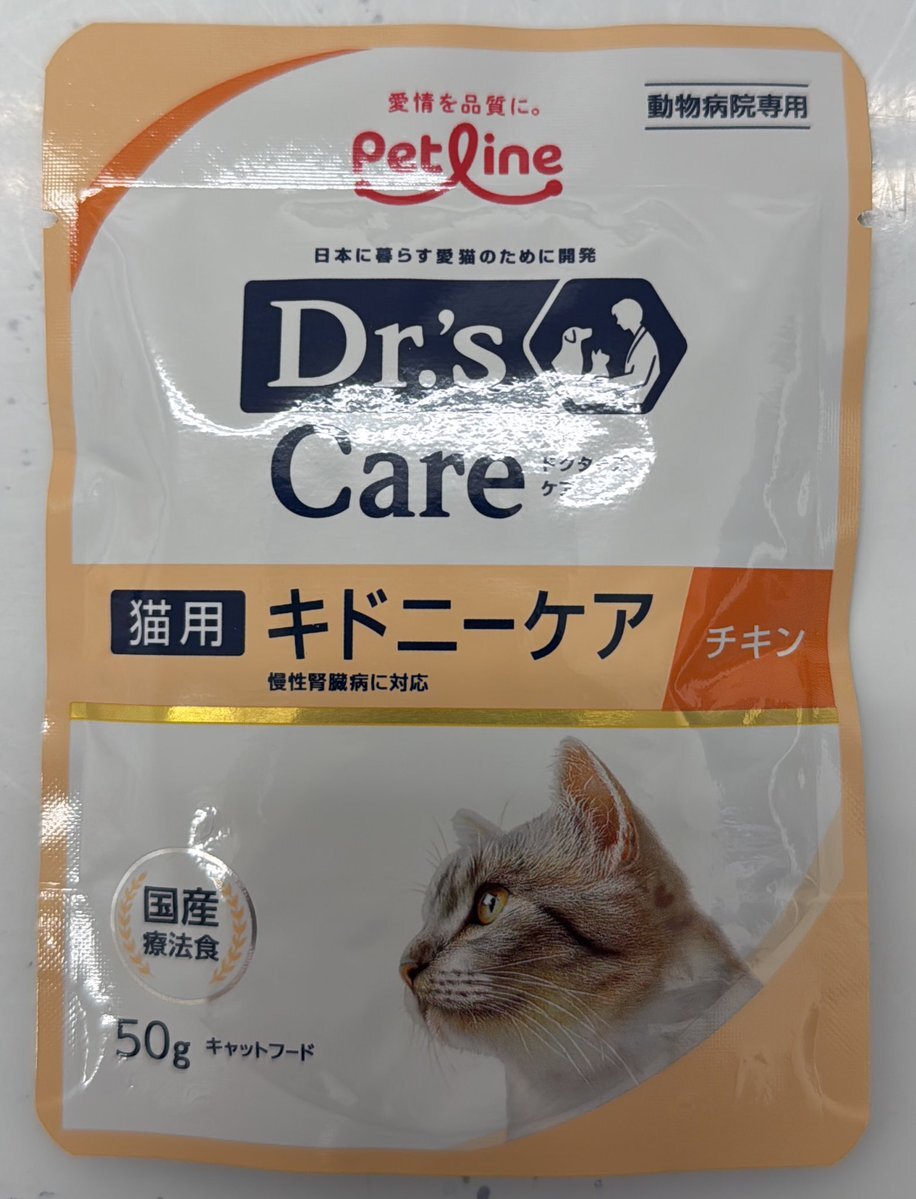 愛情を品質に。
動物病院専用
Petline
日本に暮らす愛猫のために開発
Dr.'s
Care
猫用
キドニーケア
チキン
慢性腎臓病に対応
国産
療法食
50g キャットフード